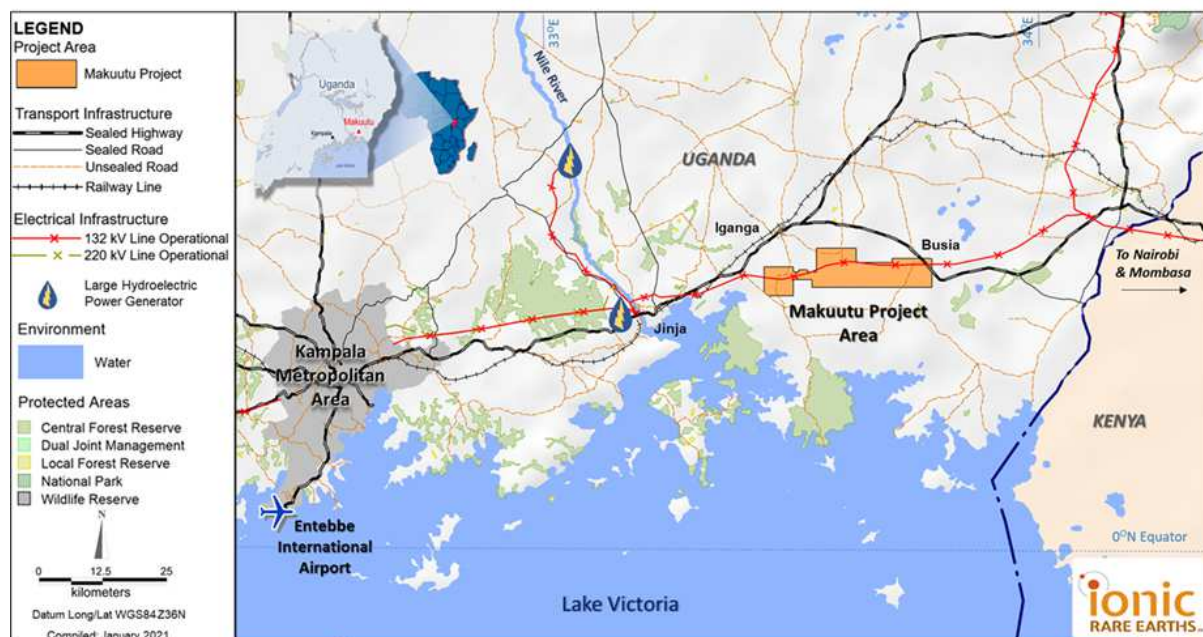 LEGEND
Project Area
Makuutu Project
Transport Infrastructure
Sealed Highway
Sealed Road
Unsealed Road
Railway Line
Electrical Infrastructure
132 kV Line Operational
220 kV Line Operational
Large Hydroelectric
Power Generator
Environment
Water
Protected Areas
Central Forest Reserve
Dual Joint Management
Local Forest Reserve
National Park
Wildlife Reserve
N
0 12.5 25
kilometers
Datum Long/Lat WGS84 Z36N
Compiled: January 2021
Uganda
Makuutu
Kampala
33°E
34°E
Nile River
UGANDA
Iganga
Busia
To Nairobi
& Mombasa
Jinja
Makuutu Project
Area
Kampala
Metropolitan
Area
KENYA
Entebbe
International
Airport
0°N Equator
Lake Victoria
ionic
RARE EARTHS